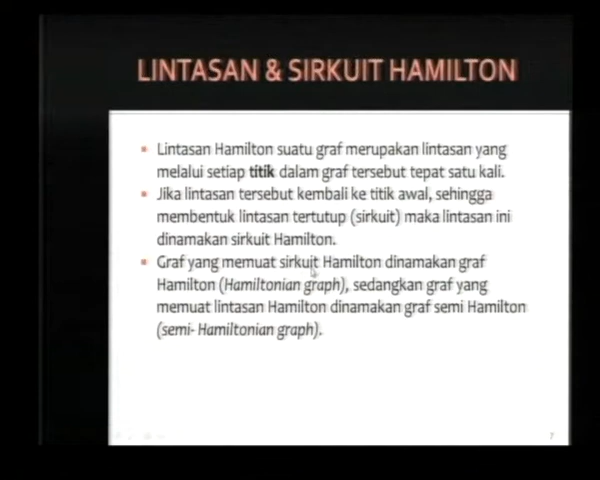 LINTASAN & SIRKUIT HAMILTON
Lintasan Hamilton suatu graf merupakan lintasan yang
melalui setiap titik dalam graf tersebut tepat satu kali.
Jika lintasan tersebut kembali ke titik awal, sehingga
membentuk lintasan tertutup (sirkuit) maka lintasan ini
dinamakan sirkuit Hamilton.
Graf yang memuat sirkuit Hamilton dinamakan graf
Hamilton (Hamiltonian graph), sedangkan graf yang
memuat lintasan Hamilton dinamakan graf semi Hamilton
(semi- Hamiltonian graph).
7